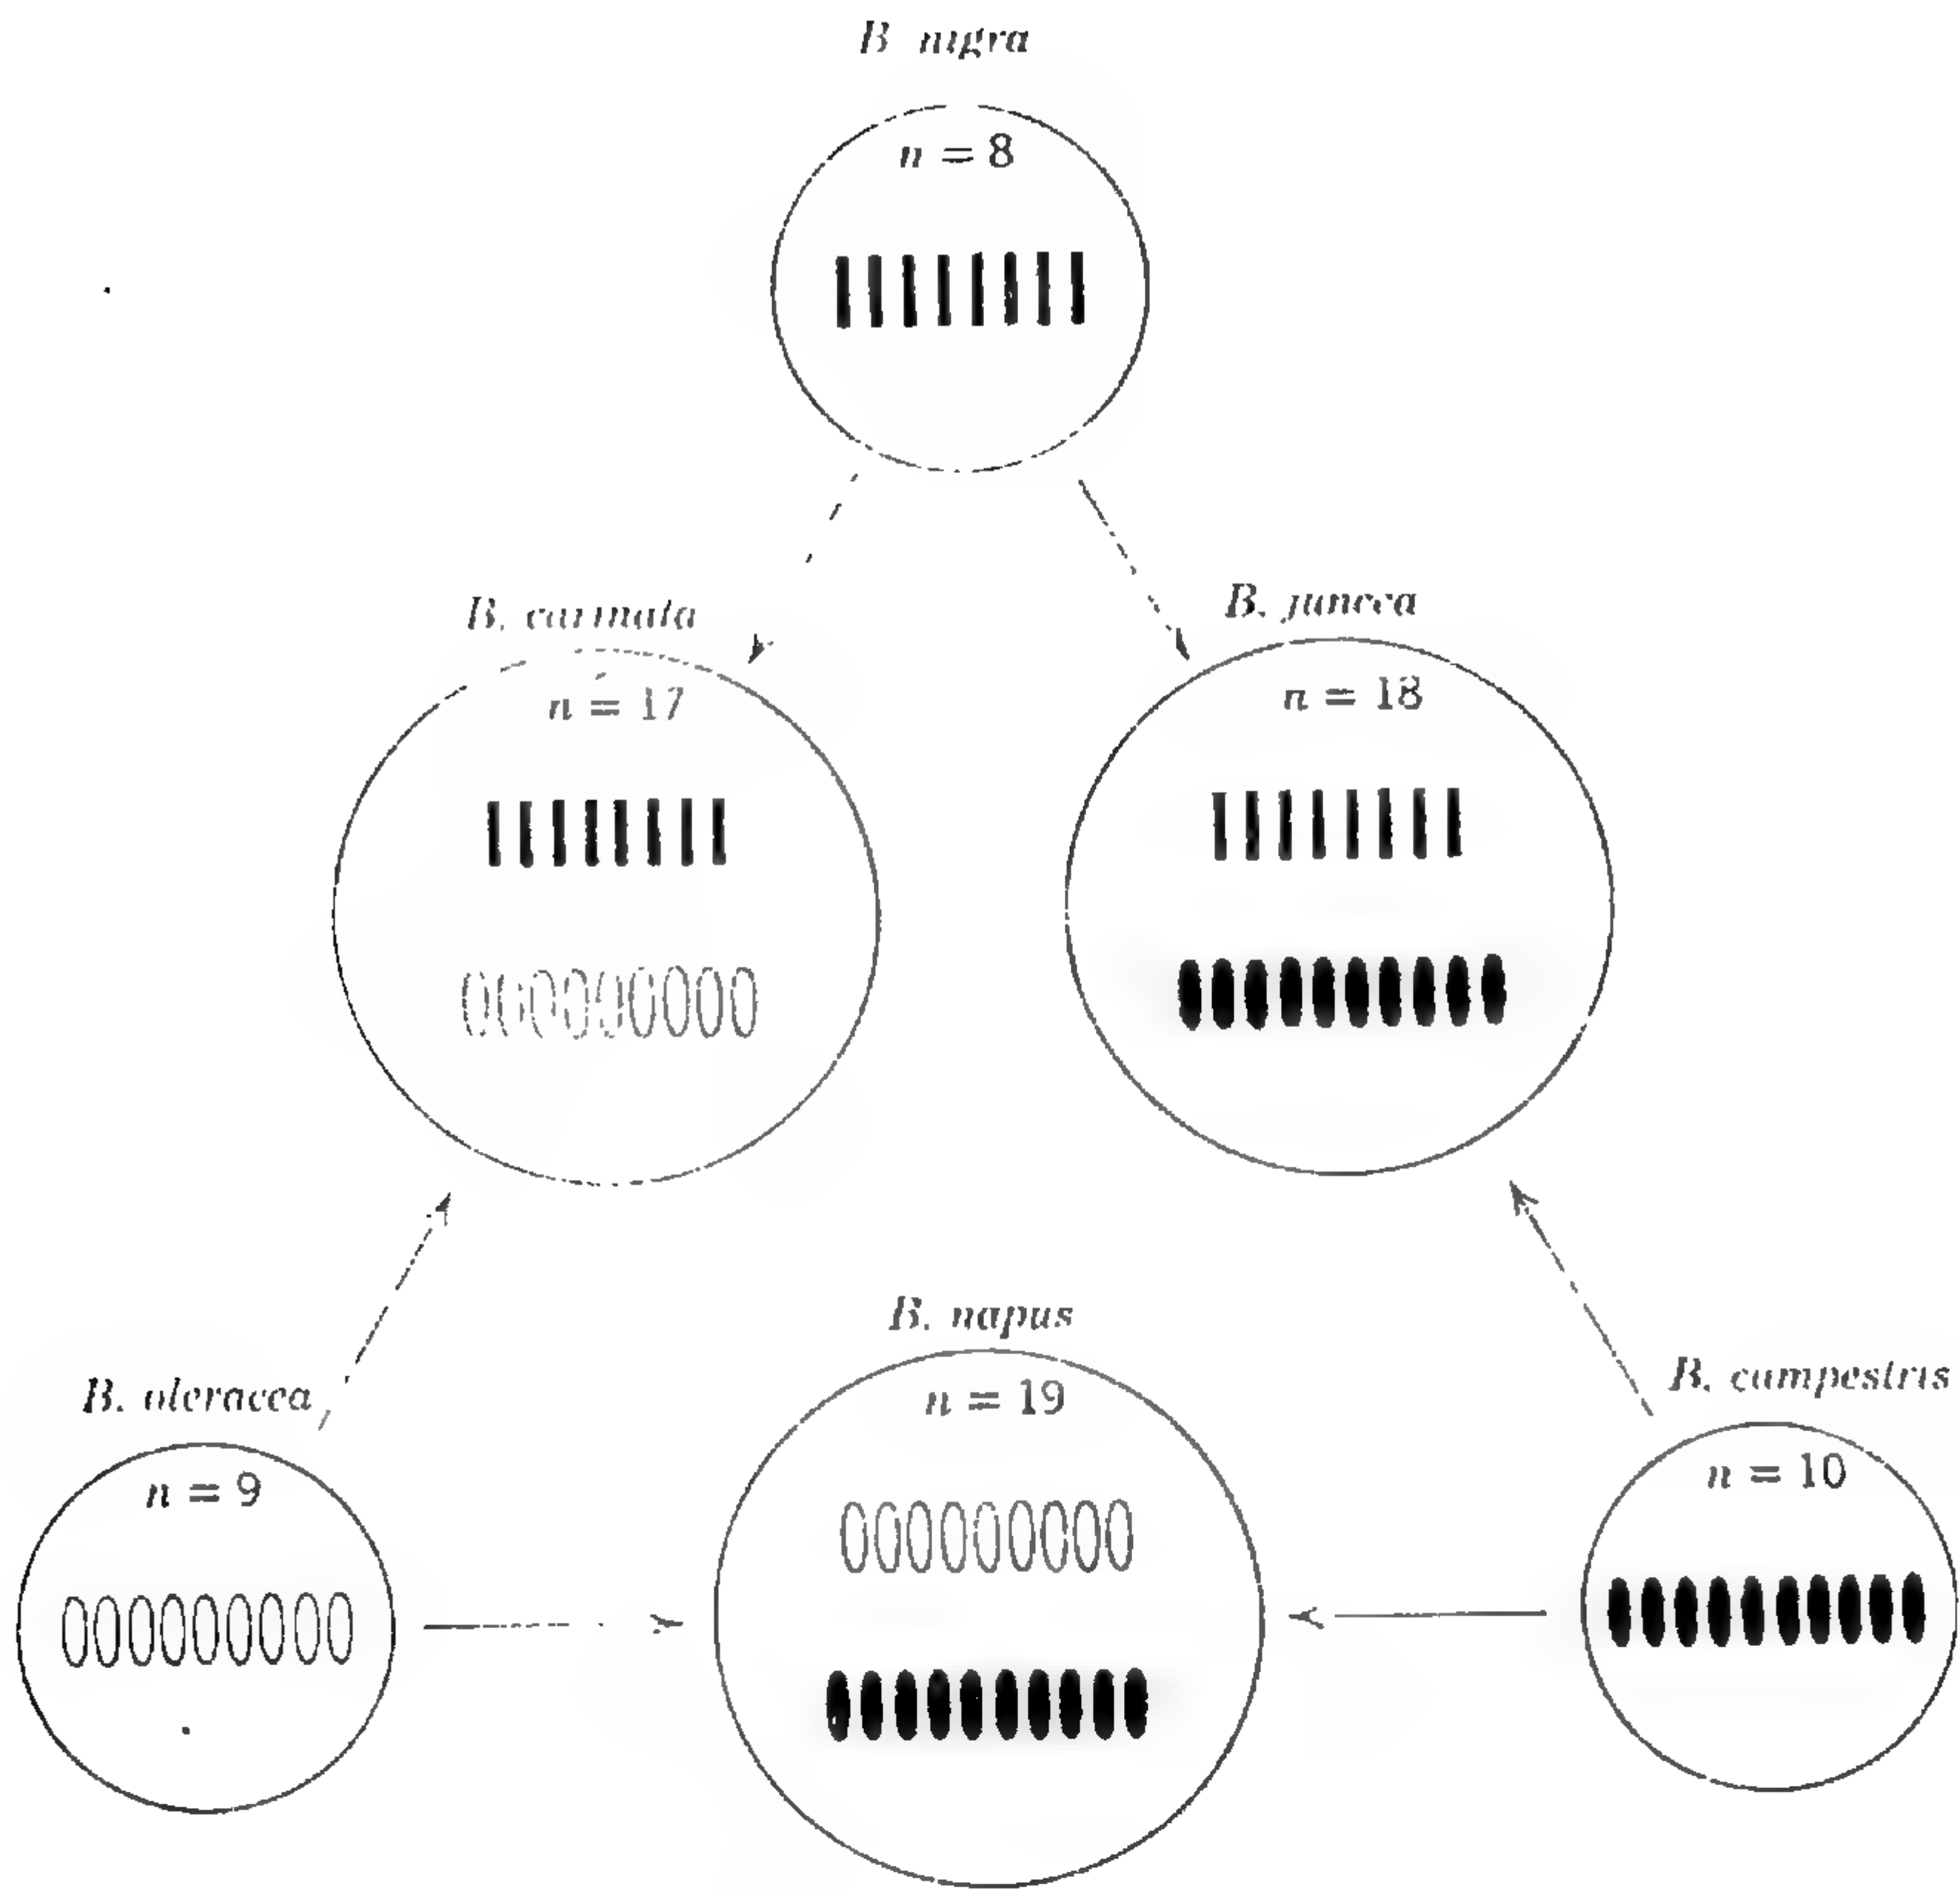 B nigra
n = 8
B. carinata
n = 17
B. juncea
n = 18
B. napus
n = 19
B. oleracea
n = 9
B. campestris
n = 10